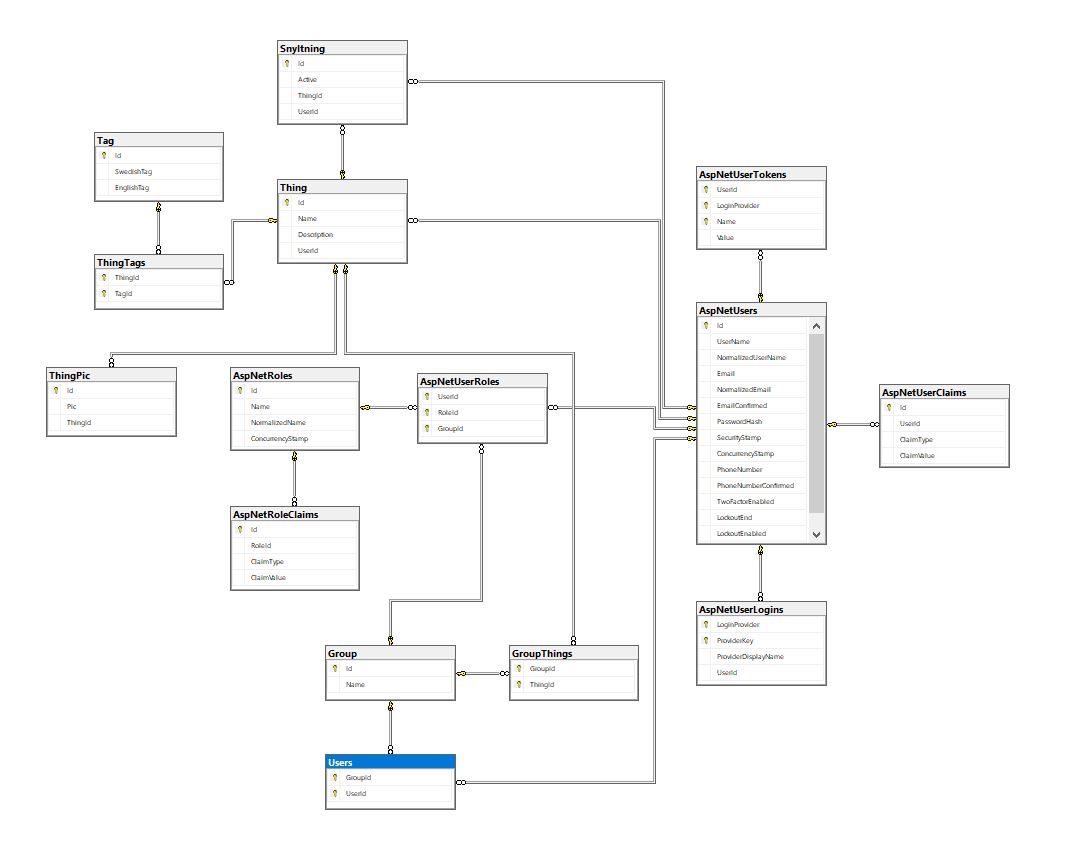 Snyltning
Id
Active
ThingId
UserId
Tag
Id
SwedishTag
EnglishTag
Thing
Id
Name
Description
UserId
AspNetUserTokens
UserId
LoginProvider
Name
Value
ThingTags
ThingId
TagId
AspNetUsers
Id
UserName
NormalizedUserName
Email
NormalizedEmail
EmailConfirmed
PasswordHash
SecurityStamp
ConcurrencyStamp
PhoneNumber
PhoneNumberConfirmed
TwoFactorEnabled
LockoutEnd
LockoutEnabled
ThingPic
Id
Pic
ThingId
AspNetRoles
Id
Name
NormalizedName
ConcurrencyStamp
AspNetUserRoles
UserId
RoleId
GroupId
AspNetUserClaims
Id
UserId
ClaimType
ClaimValue
AspNetRoleClaims
Id
RoleId
ClaimType
ClaimValue
AspNetUserLogins
LoginProvider
ProviderKey
ProviderDisplayName
UserId
Group
Id
Name
GroupThings
GroupId
ThingId
Users
GroupId
UserId